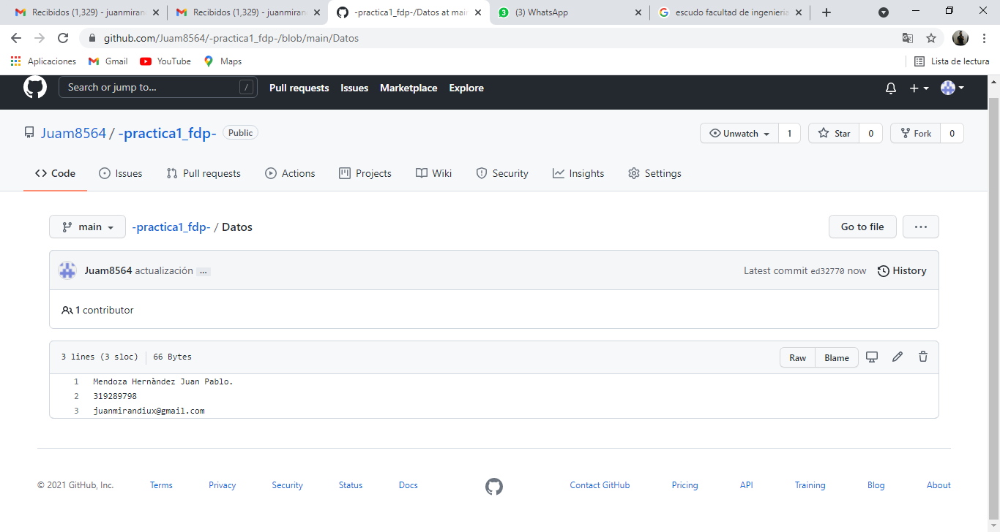 Recibidos (1,329) - juanmiran
Recibidos (1,329) - juanmiran
-practica1_fdp-/Datos at main
3
(3) WhatsApp
escudo facultad de ingenieria
github.com/Juam8564/-practica1_fdp-/blob/main/Datos
Aplicaciones
Gmail
YouTube
Maps
Lista de lectura
Search or jump to...
/
Pull requests
Issues
Marketplace
Explore
Juam8564 / -practica1_fdp-
Public
Unwatch
1
Star
0
Fork
0
Code
Issues
Pull requests
Actions
Projects
Wiki
Security
Insights
Settings
main
-practica1_fdp- / Datos
Go to file
...
Juam8564 actualización ...
Latest commit ed32770 now
History
1 contributor
3 lines (3 sloc)
66 Bytes
Raw
Blame
1 Mendoza Hernàndez Juan Pablo.
2 319289798
3 juanmirandiux@gmail.com
© 2021 GitHub, Inc.
Terms
Privacy
Security
Status
Docs
Contact GitHub
Pricing
API
Training
Blog
About